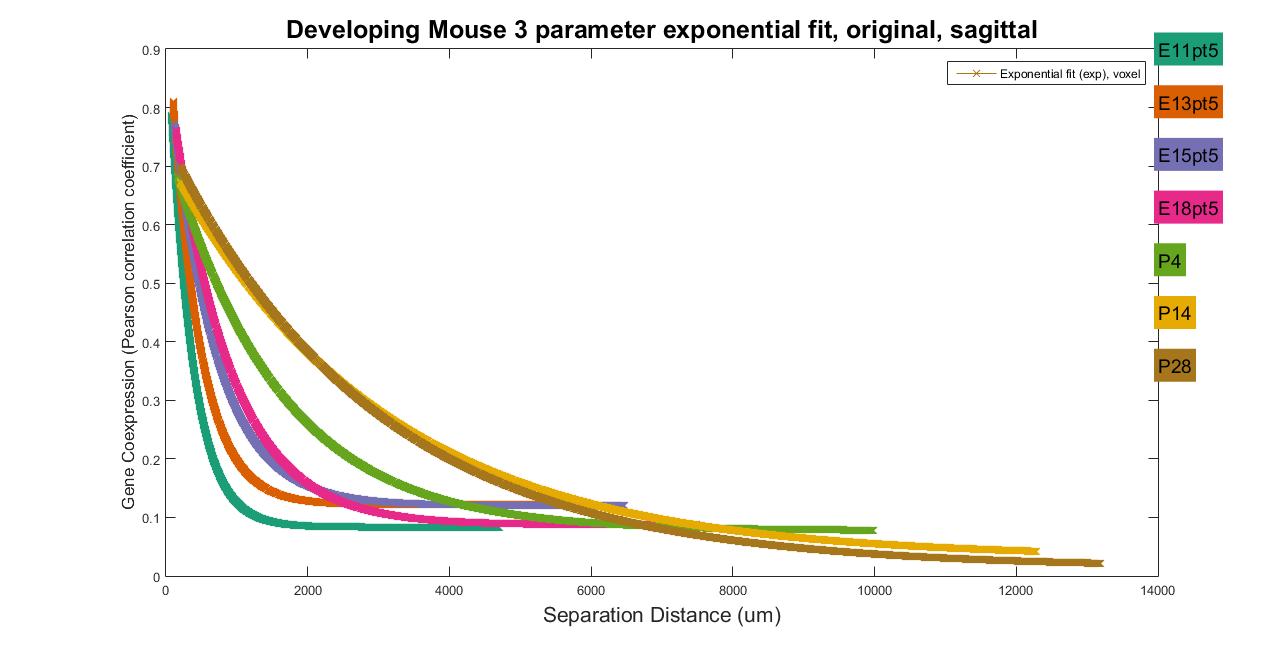 Developing Mouse 3 parameter exponential fit, original, sagittal
Exponential fit (exp), voxel
E11pt5
E13pt5
E15pt5
E18pt5
P4
P14
P28
Gene Coexpression (Pearson correlation coefficient)
0.9
0.8
0.7
0.6
0.5
0.4
0.3
0.2
0.1
0
0 2000 4000 6000 8000 10000 12000 14000
Separation Distance (um)